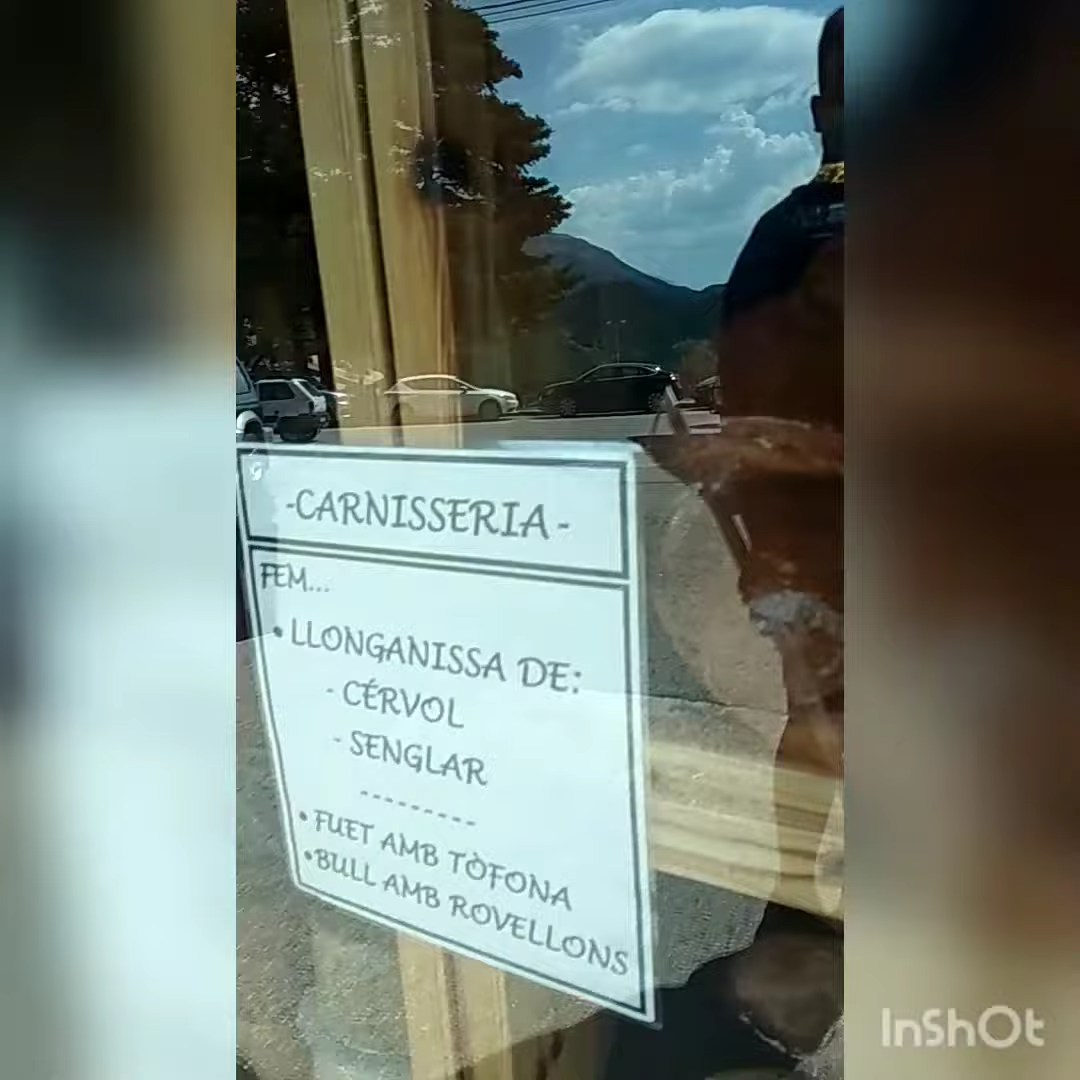 -CARNISSERIA-
FEM...
• LLONGANISSA DE:
- CÉRVOL
- SENGLAR
---------
• FUET AMB TÒFONA
• BULL AMB ROVELLONS
InShOt